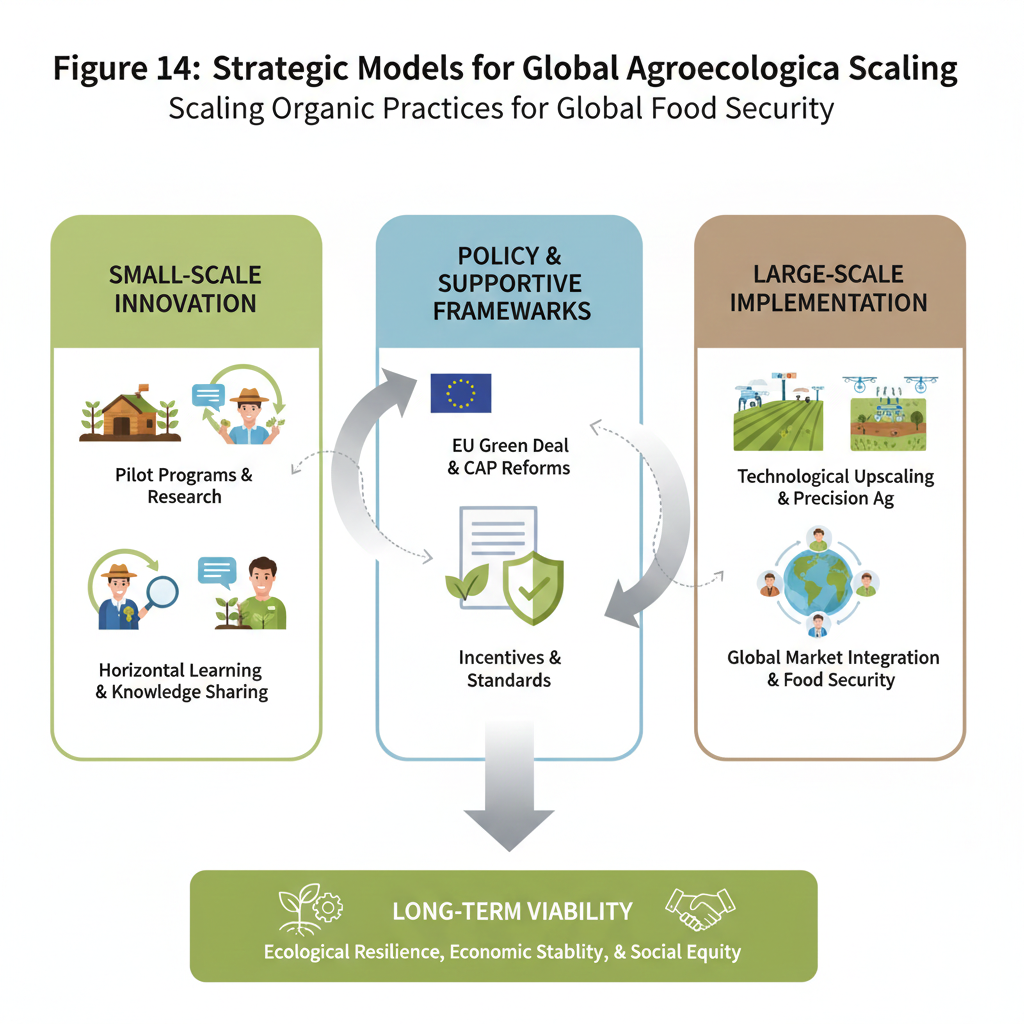 Figure 14: Strategic Models for Global Agroecologica Scaling
Scaling Organic Practices for Global Food Security
SMALL-SCALE
INNOVATION
Pilot Programs &
Research
Horizontal Learning
& Knowledge Sharing
POLICY &
SUPPORTIVE
FRAMEWARKS
EU Green Deal
& CAP Reforms
Incentives &
Standards
LARGE-SCALE
IMPLEMENTATION
Technological Upscaling
& Precision Ag
Global Market Integration
& Food Security
LONG-TERM VIABILITY
Ecological Resilience, Economic Stablity, & Social Equity